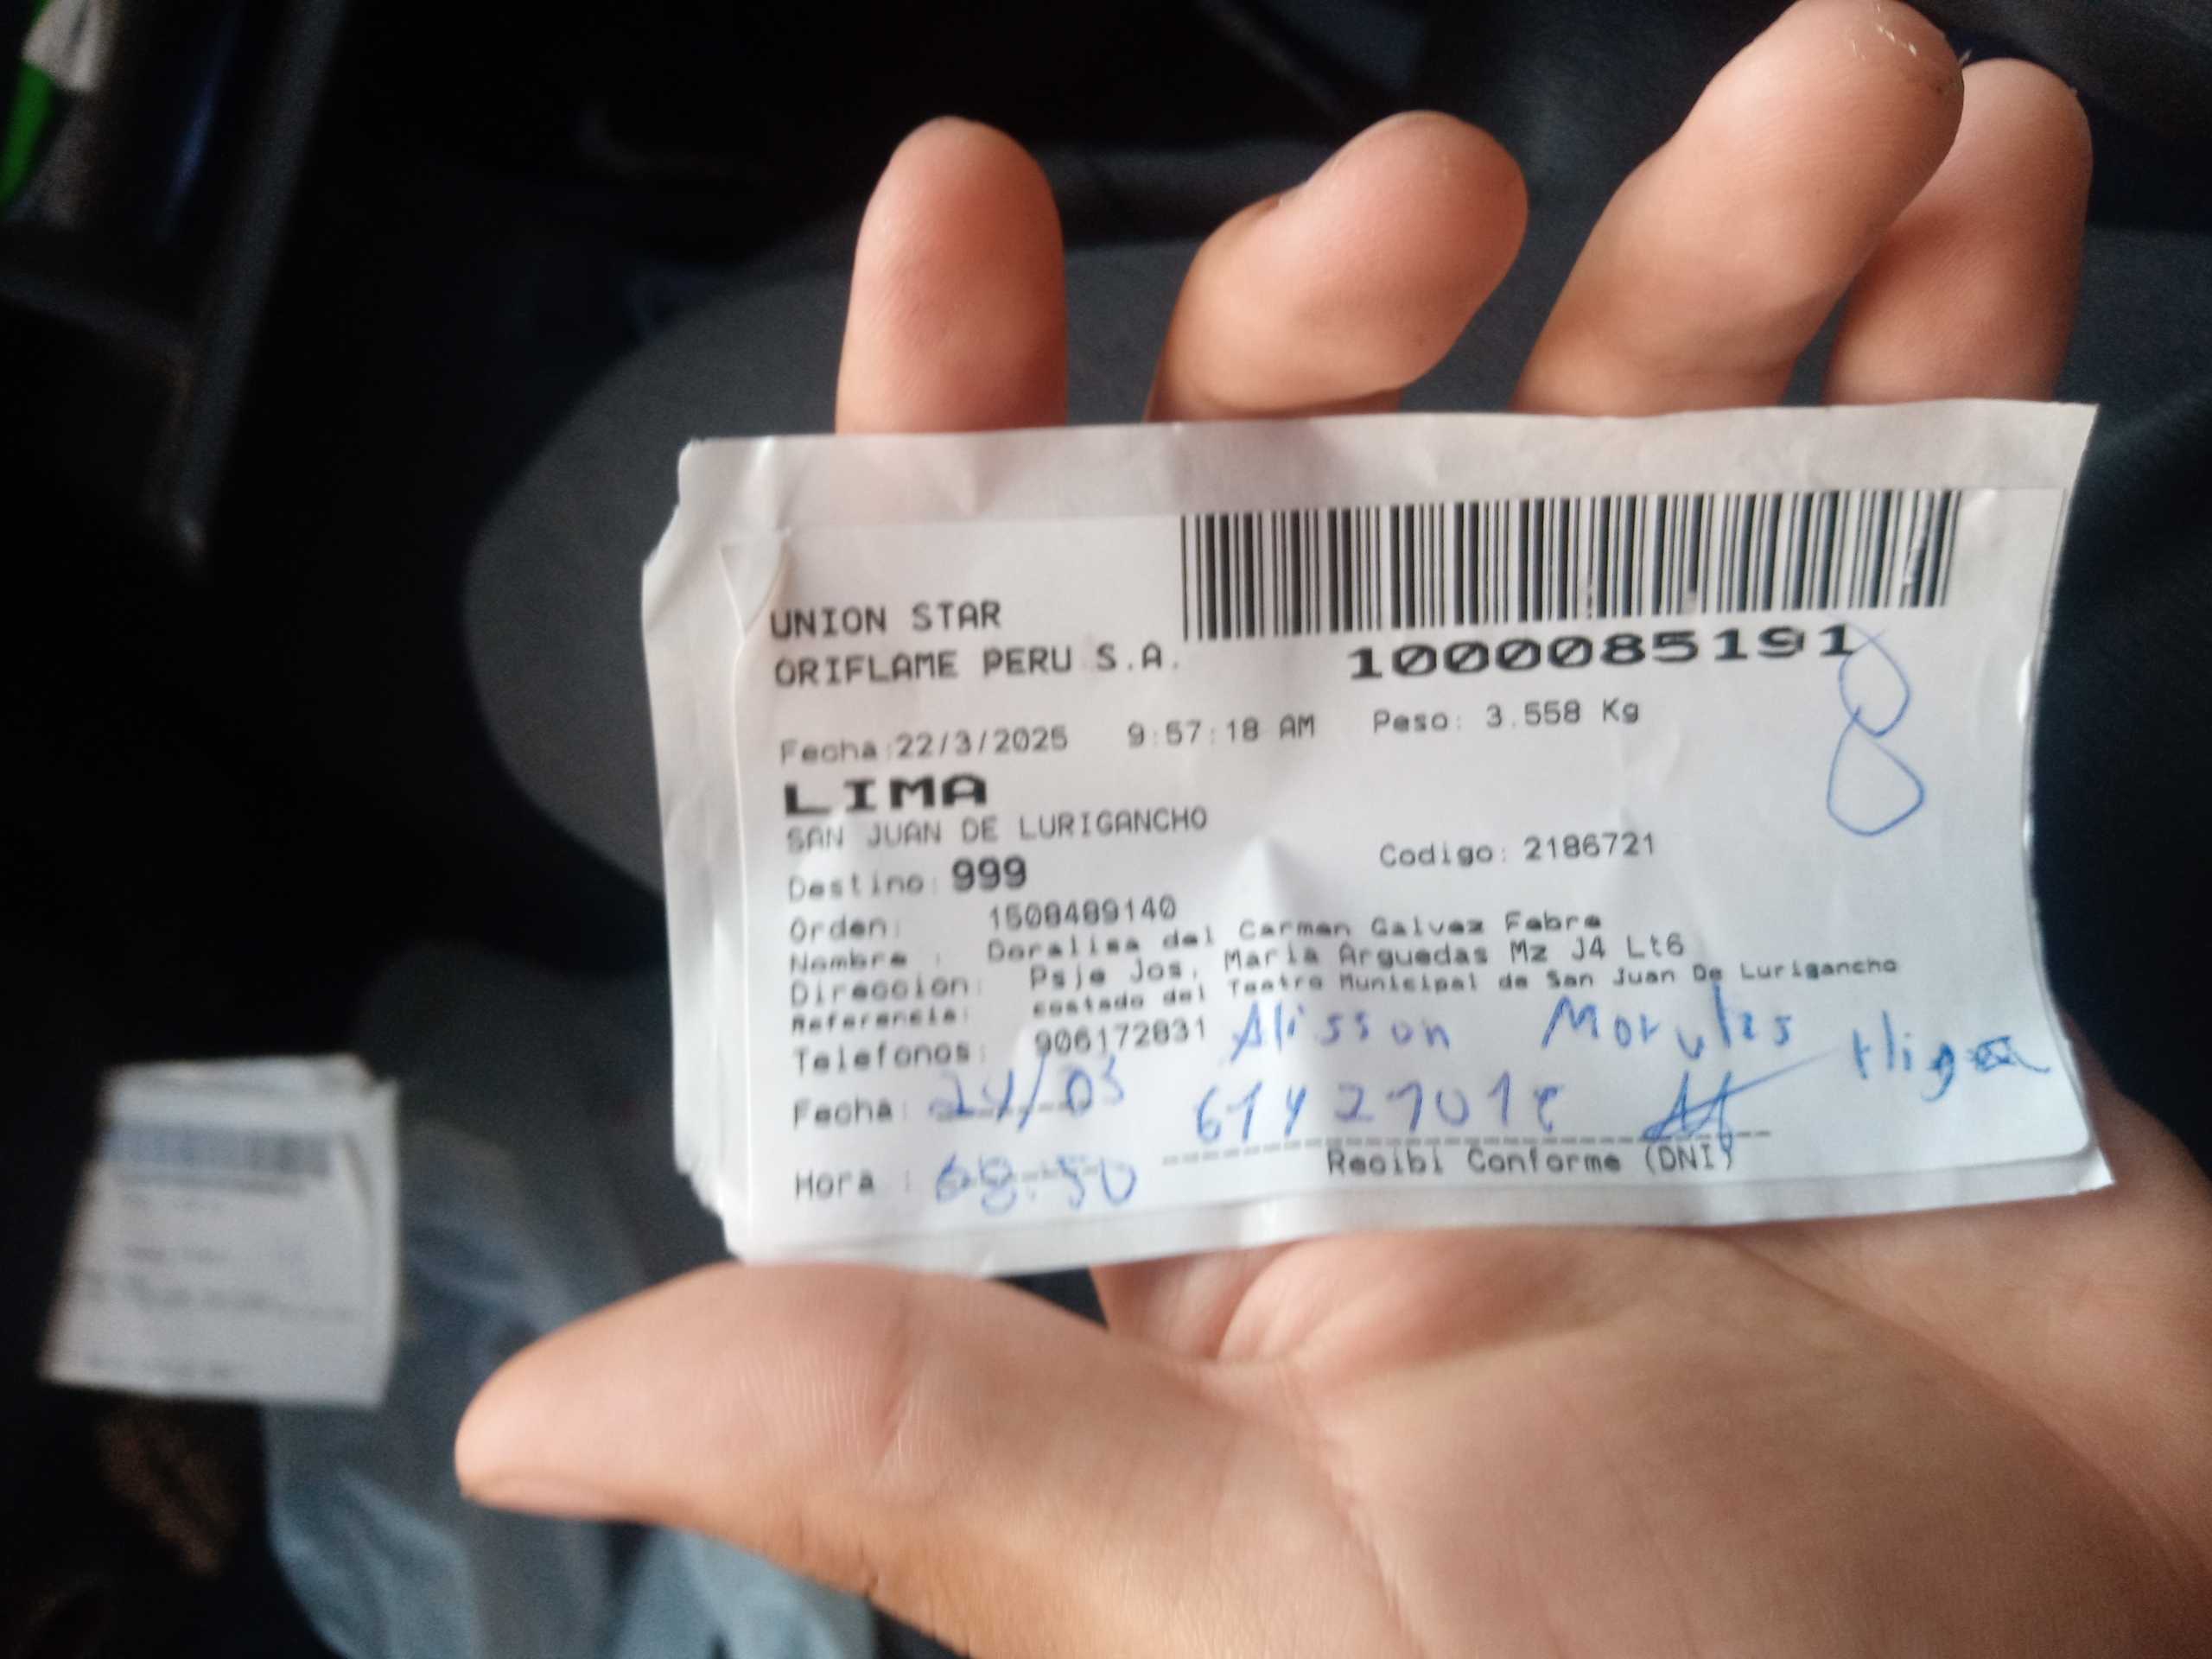 UNION STAR
ORIFLAME PERU S.A.
1000085191
8
Fecha:22/3/2025 9:57:18 AM Peso: 3.558 Kg
LIMA
SAN JUAN DE LURIGANCHO
Destino: 999 Codigo: 2186721
Orden: 1508489140
Nombre : Doralisa del Carmen Galvez Febre
Direccion: Psje Jos, Maria Arguedas Mz J4 Lt6
Referencia: costado del Teatro Municipal de San Juan De Lurigancho
Telefonos: 906172831 Alisson Morales
Fecha: 24/03
Hora :
Recibi Conforme (DNI)